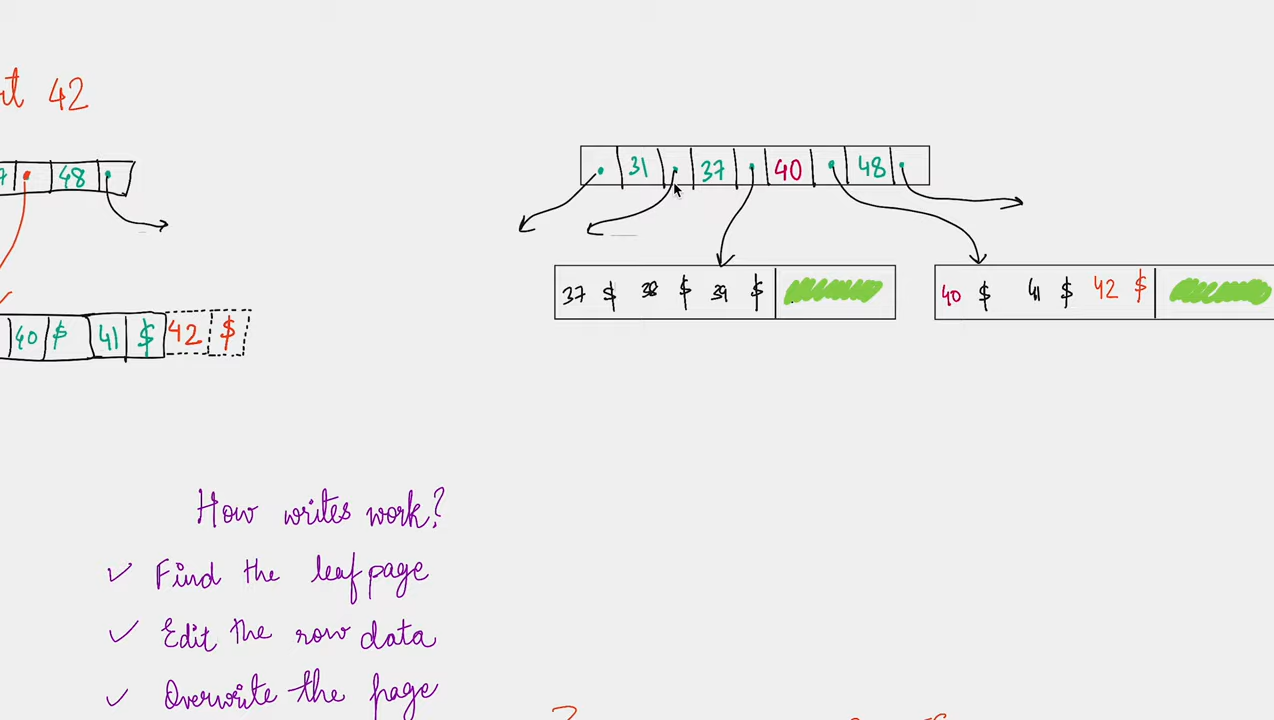 42
48
31 37 40 48
37 $ 38 $ 39 $
40 $ 41 $ 42 $
40 $ 41 $ 42 $
How writes work?
✓ Find the leaf page
✓ Edit the row data
✓ Overwrite the page